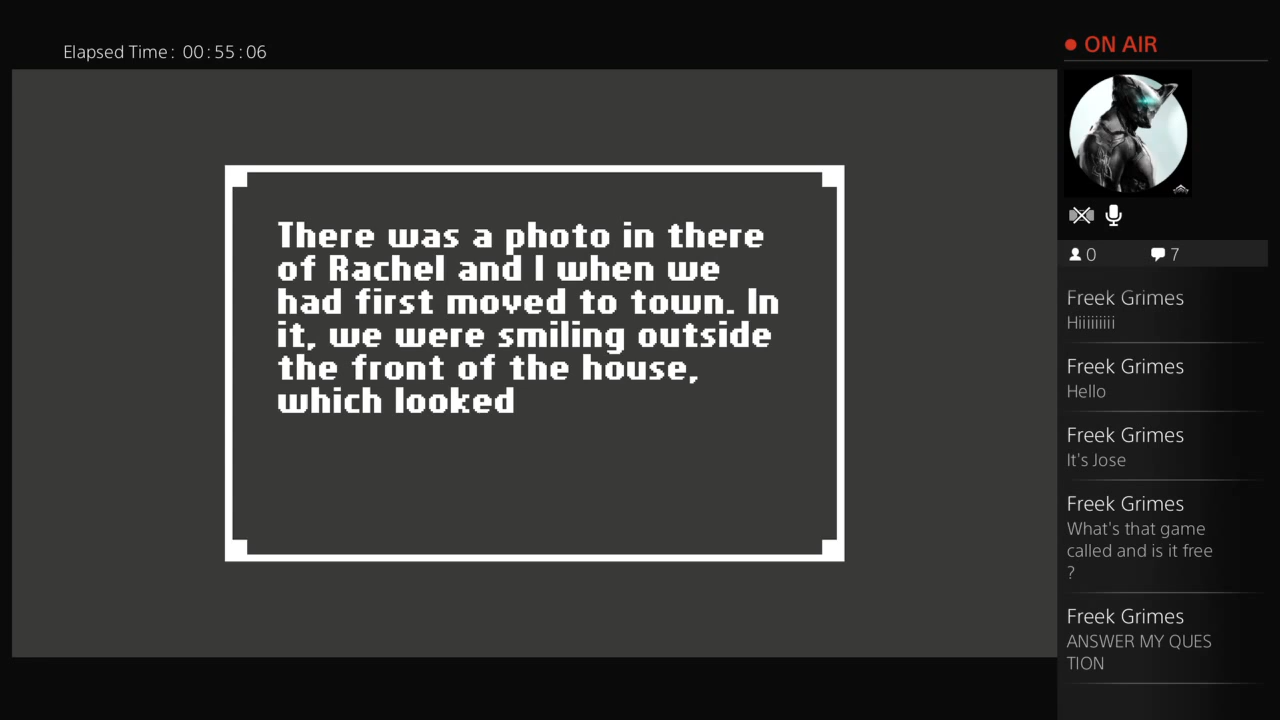 Elapsed Time: 00:55:06
ON AIR
There was a photo in there
of Rachel and I when we
had first moved to town. In
it, we were smiling outside
the front of the house,
which looked
0
7
Freek Grimes
Hiiiiiiiii
Freek Grimes
Hello
Freek Grimes
It's Jose
Freek Grimes
What's that game
called and is it free
?
Freek Grimes
ANSWER MY QUES
TION